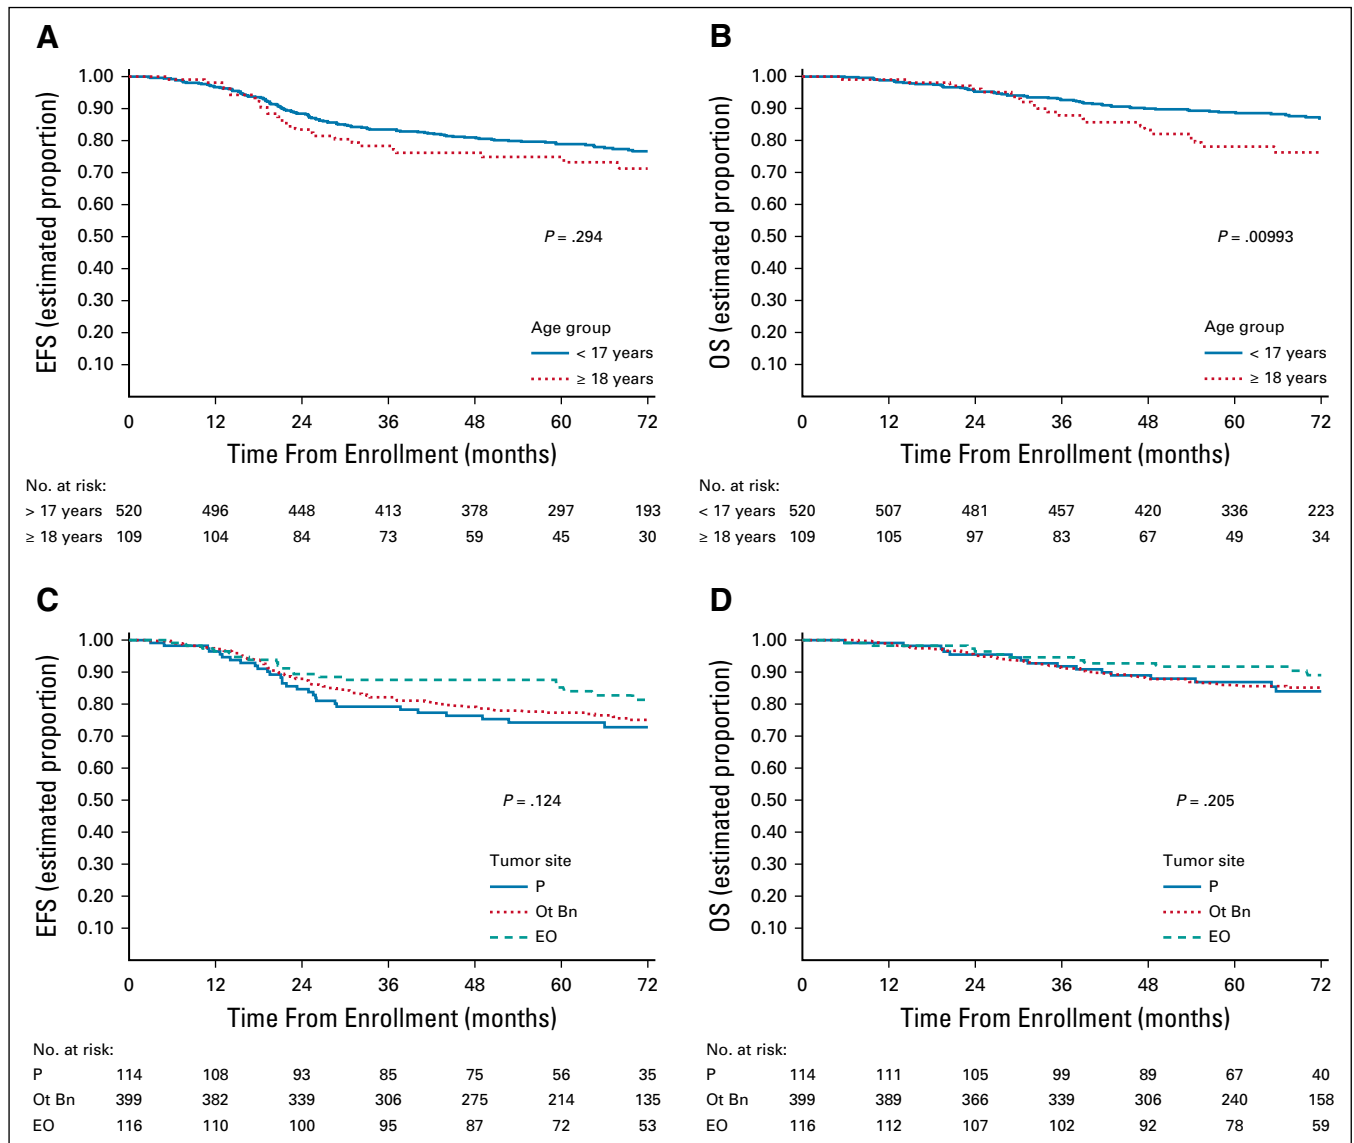 A
EFS (estimated proportion)
1.00
0.90
0.80
0.70
0.60
0.50
0.40
0.30
0.20
0.10
P = .294
Age group
< 17 years
≥ 18 years
0 12 24 36 48 60 72
Time From Enrollment (months)
No. at risk:
> 17 years 520 496 448 413 378 297 193
≥ 18 years 109 104 84 73 59 45 30
B
OS (estimated proportion)
1.00
0.90
0.80
0.70
0.60
0.50
0.40
0.30
0.20
0.10
P = .00993
Age group
< 17 years
≥ 18 years
0 12 24 36 48 60 72
Time From Enrollment (months)
No. at risk:
< 17 years 520 507 481 457 420 336 223
≥ 18 years 109 105 97 83 67 49 34
C
EFS (estimated proportion)
1.00
0.90
0.80
0.70
0.60
0.50
0.40
0.30
0.20
0.10
P = .124
Tumor site
P
Ot Bn
EO
0 12 24 36 48 60 72
Time From Enrollment (months)
No. at risk:
P 114 108 93 85 75 56 35
Ot Bn 399 382 339 306 275 214 135
EO 116 110 100 95 87 72 53
D
OS (estimated proportion)
1.00
0.90
0.80
0.70
0.60
0.50
0.40
0.30
0.20
0.10
P = .205
Tumor site
P
Ot Bn
EO
0 12 24 36 48 60 72
Time From Enrollment (months)
No. at risk:
P 114 111 105 99 89 67 40
Ot Bn 399 389 366 339 306 240 158
EO 116 112 107 102 92 78 59